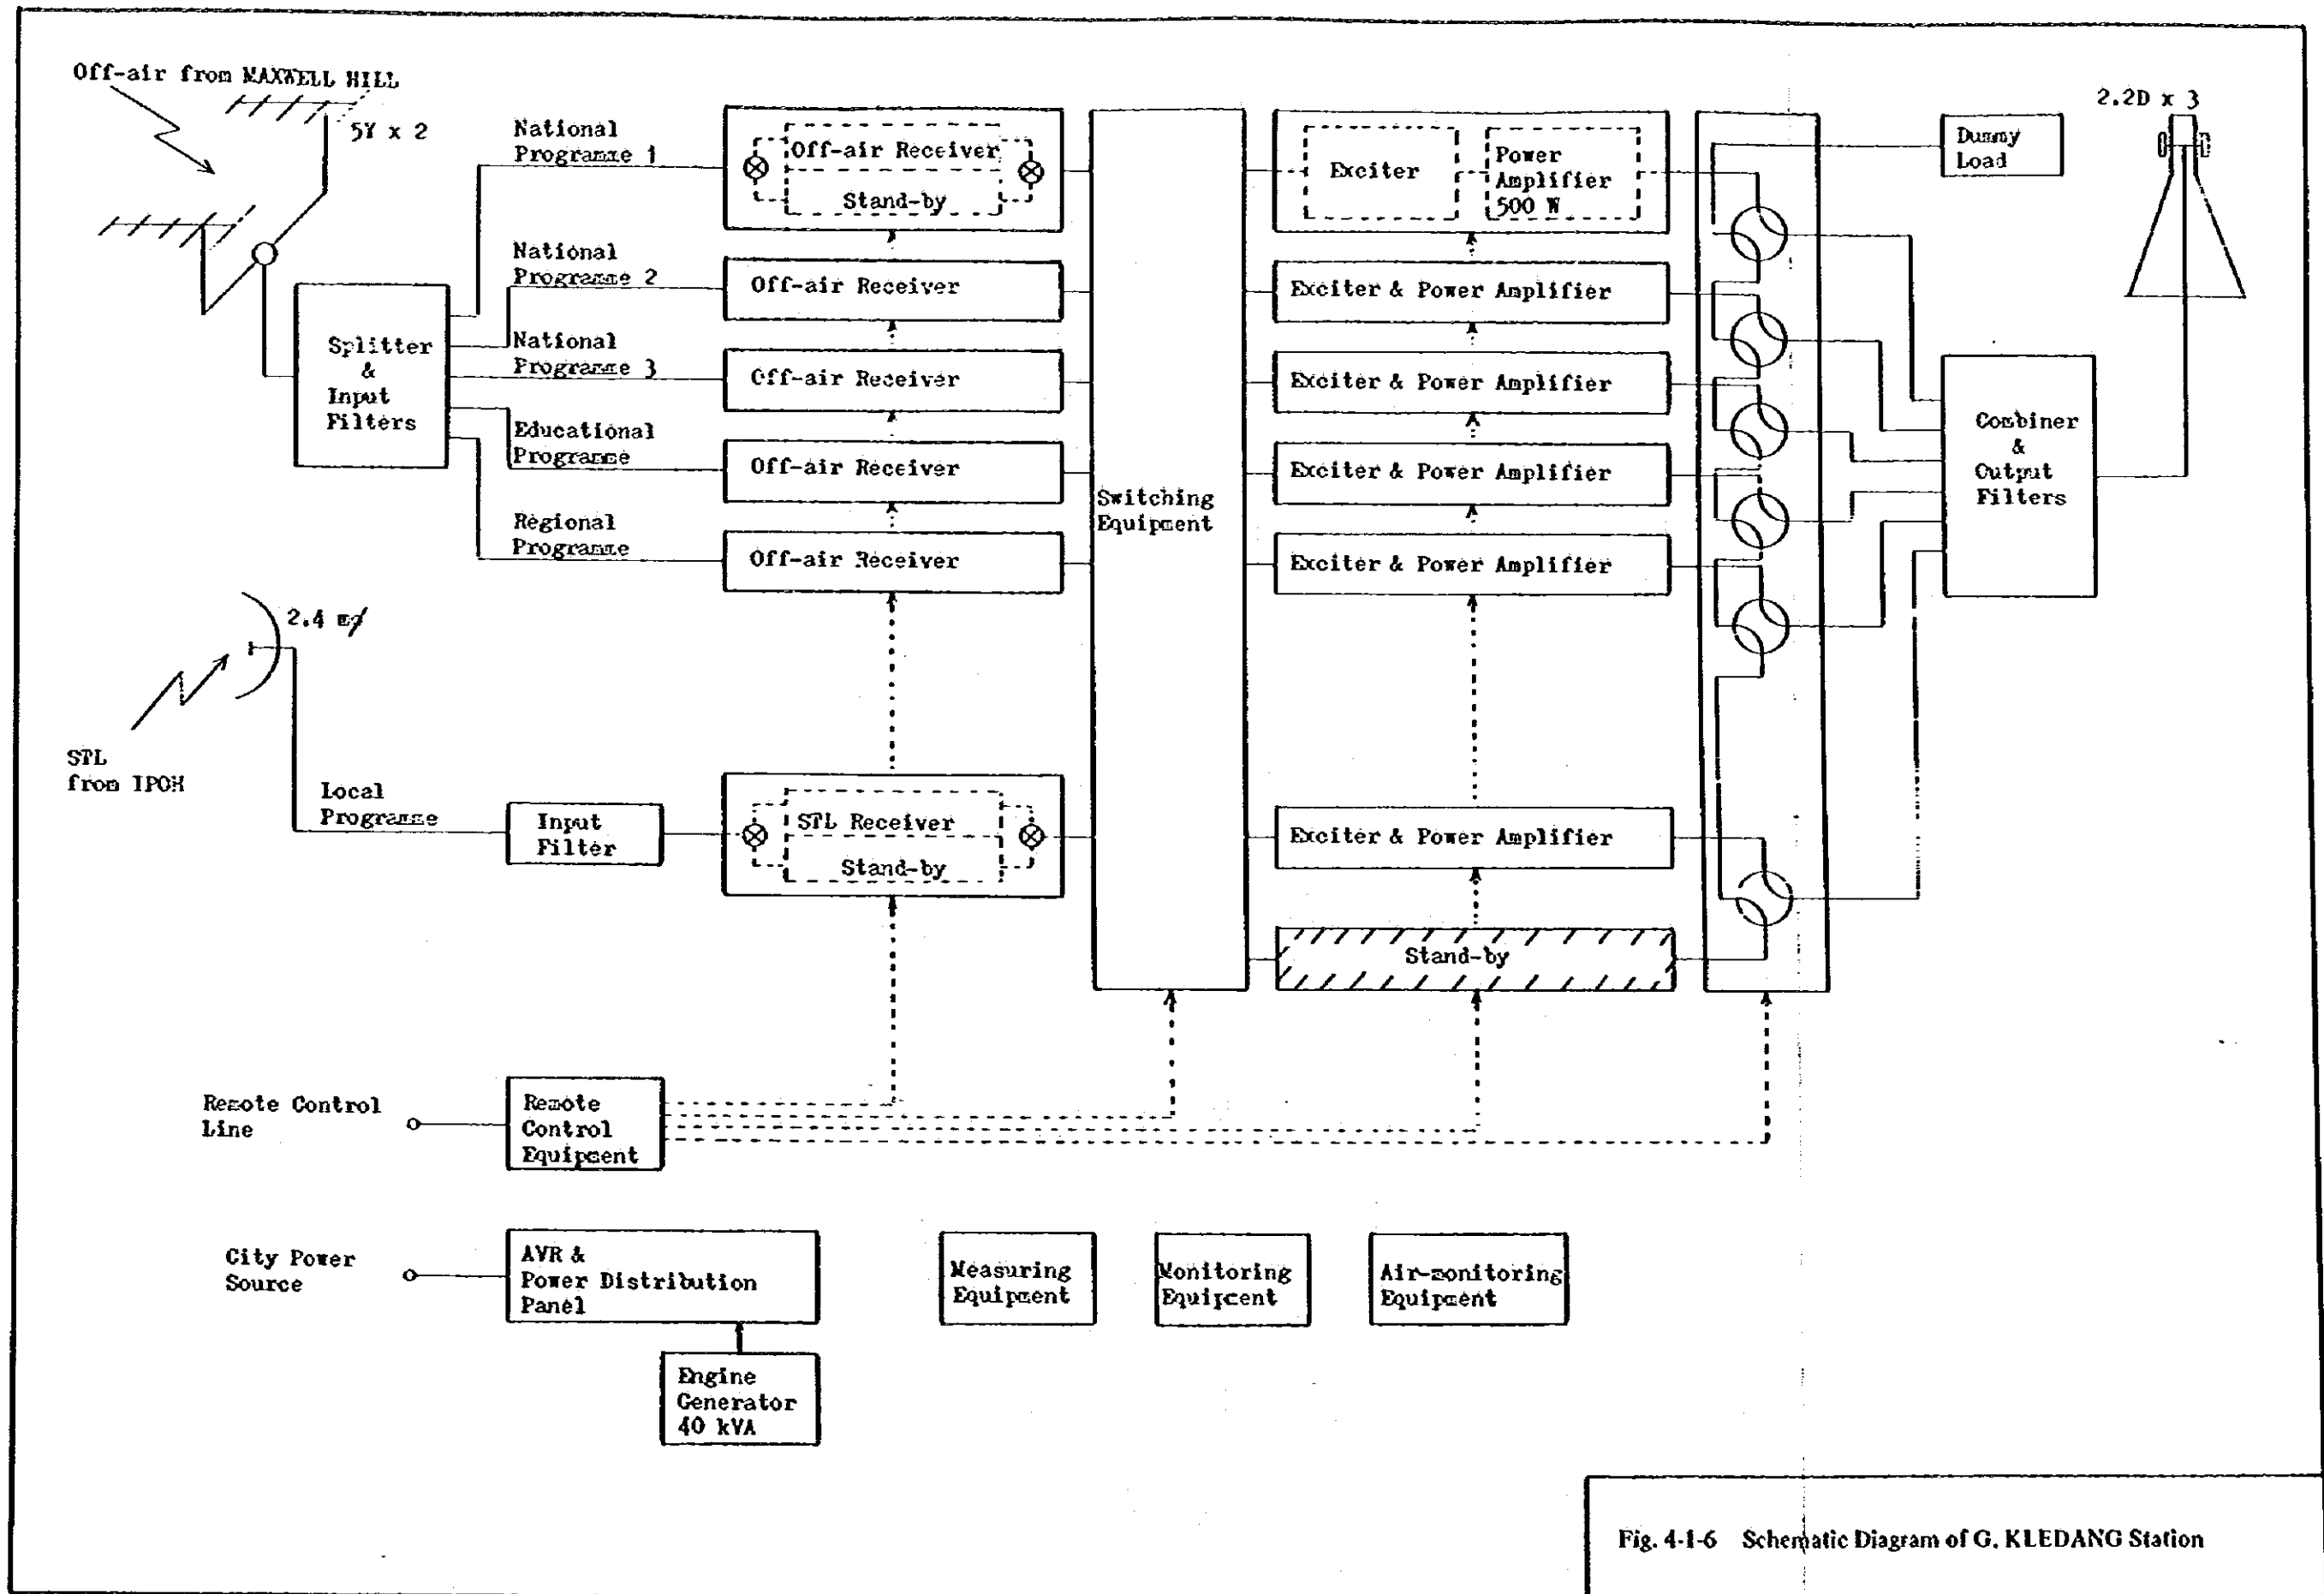 Off-air from MAXWELL HILL
5Y x 2
2.2D x 3
National
Programme 1
Off-air Receiver
Stand-by
Exciter
Power
Amplifier
500 W
Dummy
Load
National
Programme 2
Off-air Receiver
Exciter & Power Amplifier
National
Programme 3
Off-air Receiver
Exciter & Power Amplifier
Splitter
&
Input
Filters
Educational
Programme
Off-air Receiver
Exciter & Power Amplifier
Combiner
&
Output
Filters
Switching
Equipment
Regional
Programme
Off-air Receiver
Exciter & Power Amplifier
2.4 mø
STL
from IPOH
Local
Programme
Input
Filter
STL Receiver
Stand-by
Exciter & Power Amplifier
Stand-by
Remote Control
Line
Remote
Control
Equipment
City Power
Source
AVR &
Power Distribution
Panel
Measuring
Equipment
Monitoring
Equipment
Air-monitoring
Equipment
Engine
Generator
40 kVA
Fig. 4-1-6 Schematic Diagram of G. KLEDANG Station